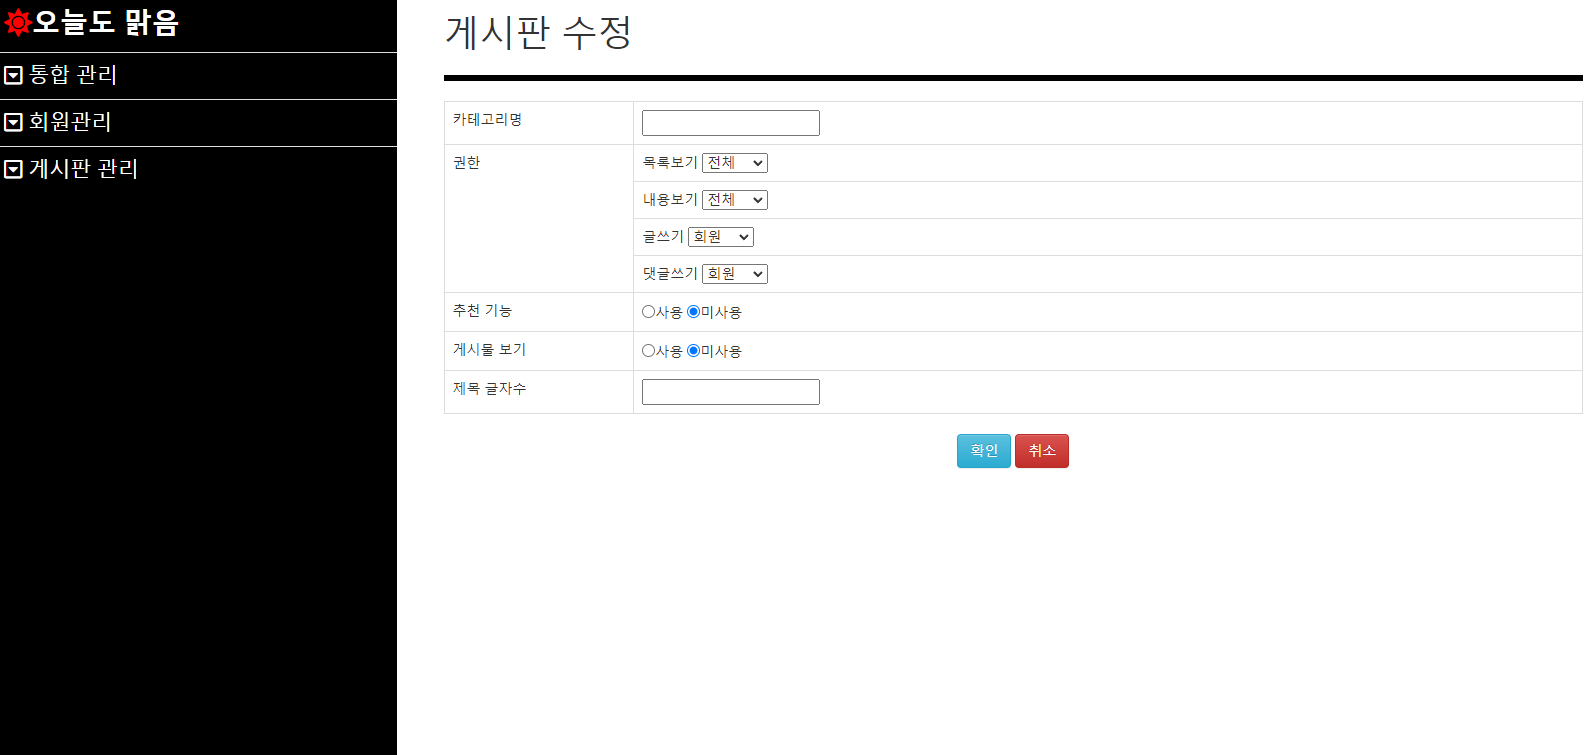 오늘도 맑음
통합 관리
회원관리
게시판 관리
게시판 수정
카테고리명
권한
목록보기 전체
내용보기 전체
글쓰기 회원
댓글쓰기 회원
추천 기능
사용 미사용
게시물 보기
사용 미사용
제목 글자수
확인 취소